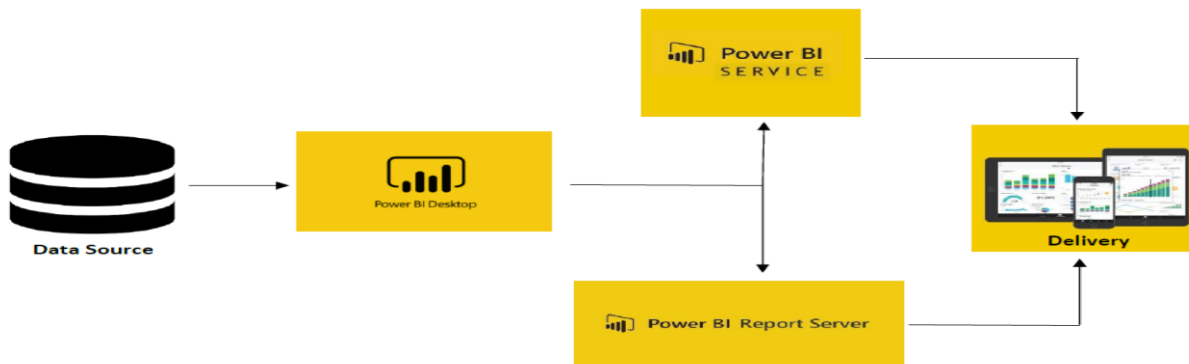 Power BI
SERVICE
Power BI Desktop
Data Source
Delivery
Power BI Report Server